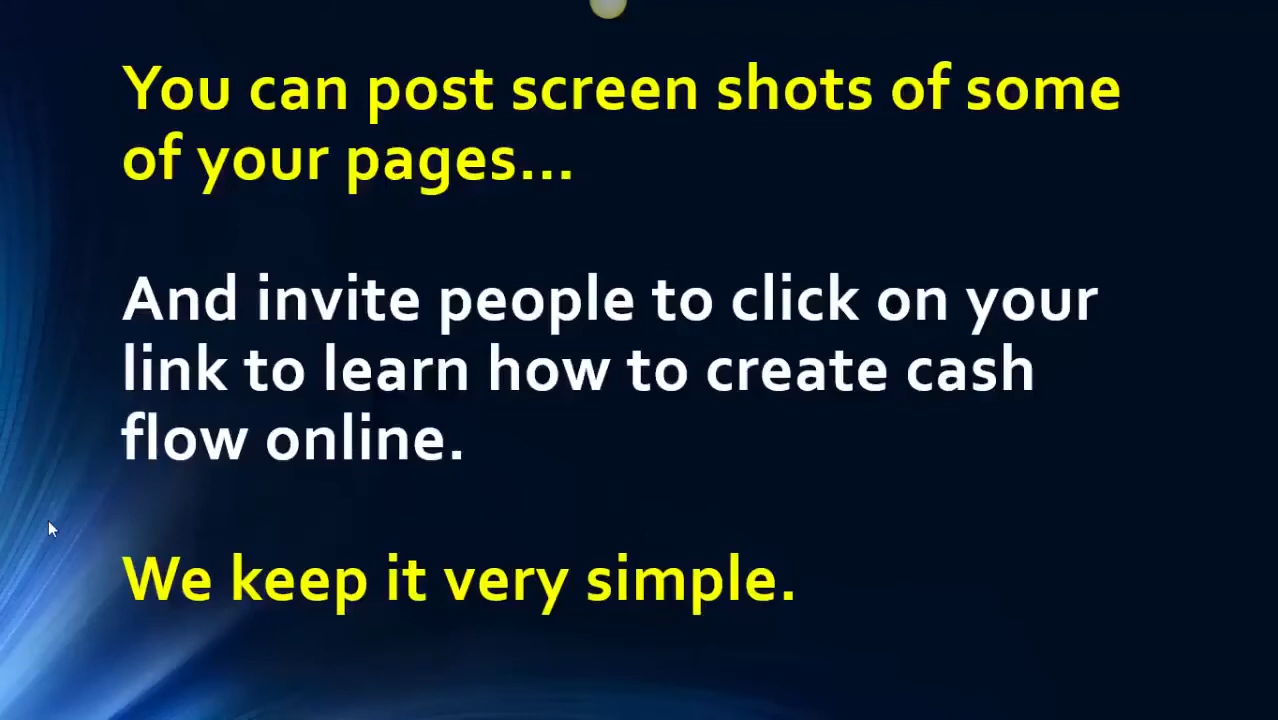 You can post screen shots of some
of your pages...
And invite people to click on your
link to learn how to create cash
flow online.
We keep it very simple.